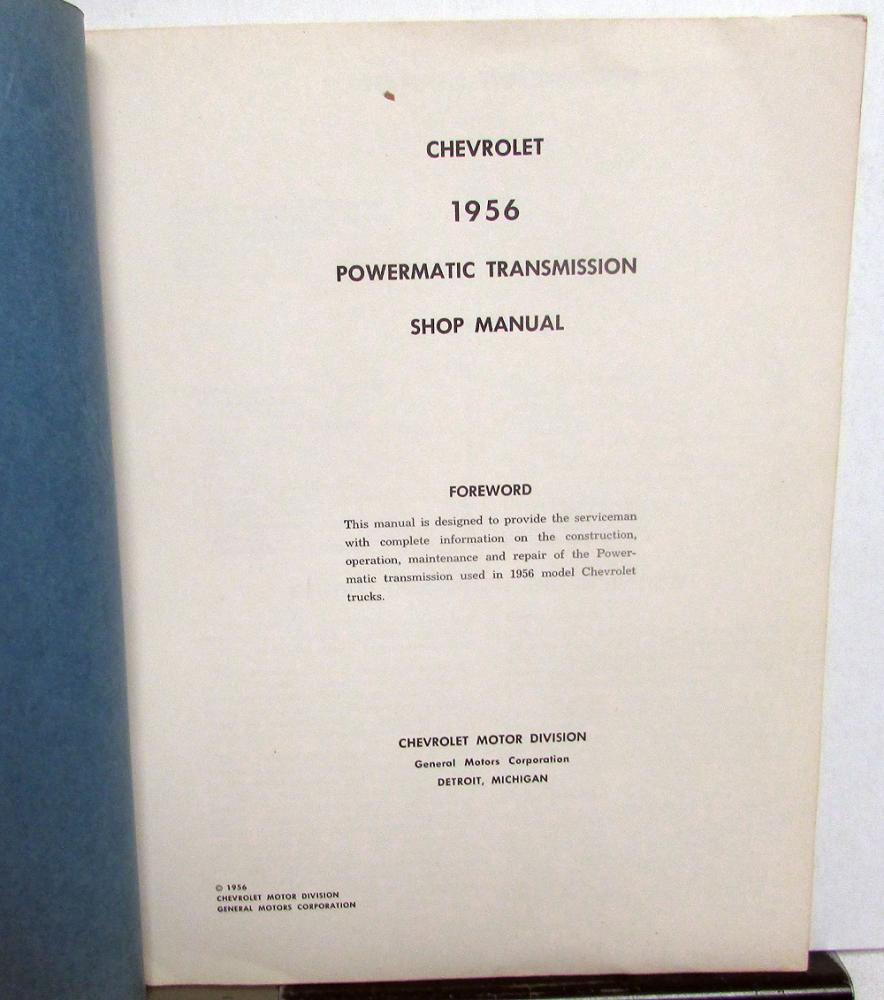 CHEVROLET
1956
POWERMATIC TRANSMISSION
SHOP MANUAL
FOREWORD
This manual is designed to provide the serviceman
with complete information on the construction,
operation, maintenance and repair of the Power-
matic transmission used in 1956 model Chevrolet
trucks.
CHEVROLET MOTOR DIVISION
General Motors Corporation
DETROIT, MICHIGAN
© 1956
CHEVROLET MOTOR DIVISION
GENERAL MOTORS CORPORATION